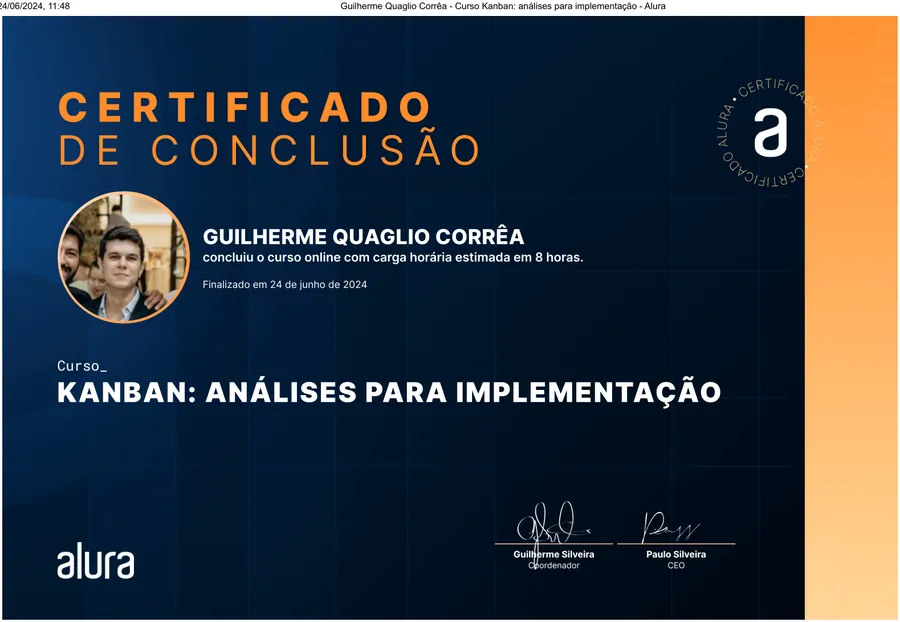 24/06/2024, 11:48
Guilherme Quaglio Corrêa - Curso Kanban: análises para implementação - Alura
CERTIFICADO
DE CONCLUSÃO
a
CERTIFICADO ALURA • CERTIFICADO ALURA •
GUILHERME QUAGLIO CORRÊA
concluiu o curso online com carga horária estimada em 8 horas.
Finalizado em 24 de junho de 2024
Curso_
KANBAN: ANÁLISES PARA IMPLEMENTAÇÃO
alura
Guilherme Silveira
Coordenador
Paulo Silveira
CEO